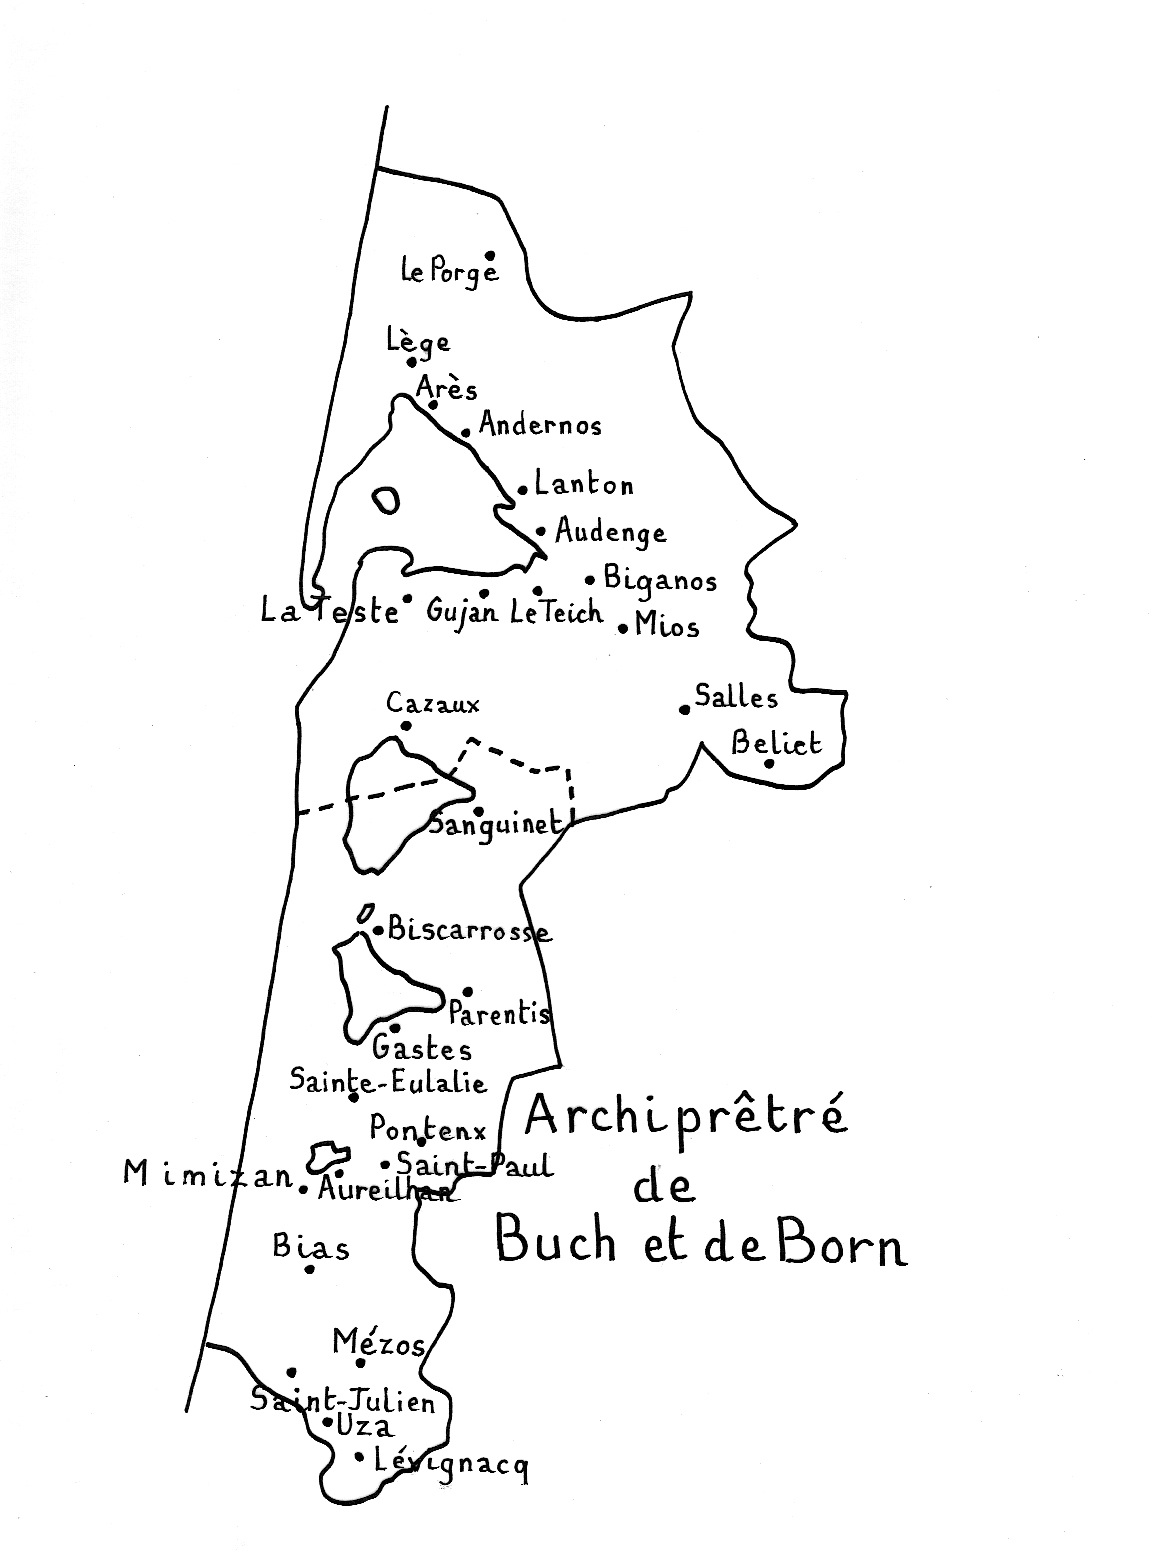 Le Porge
Lège
Arès
Andernos
Lanton
Audenge
Biganos
La Teste
Gujan
Le Teich
Mios
Salles
Cazaux
Beliet
Sanguinet
Biscarrosse
Parentis
Gastes
Sainte-Eulalie
Pontenx
Saint-Paul
Mimizan
Aureilhan
Archiprêtré
de
Buch et de Born
Bias
Mézos
Saint-Julien
Uza
Lévignacq